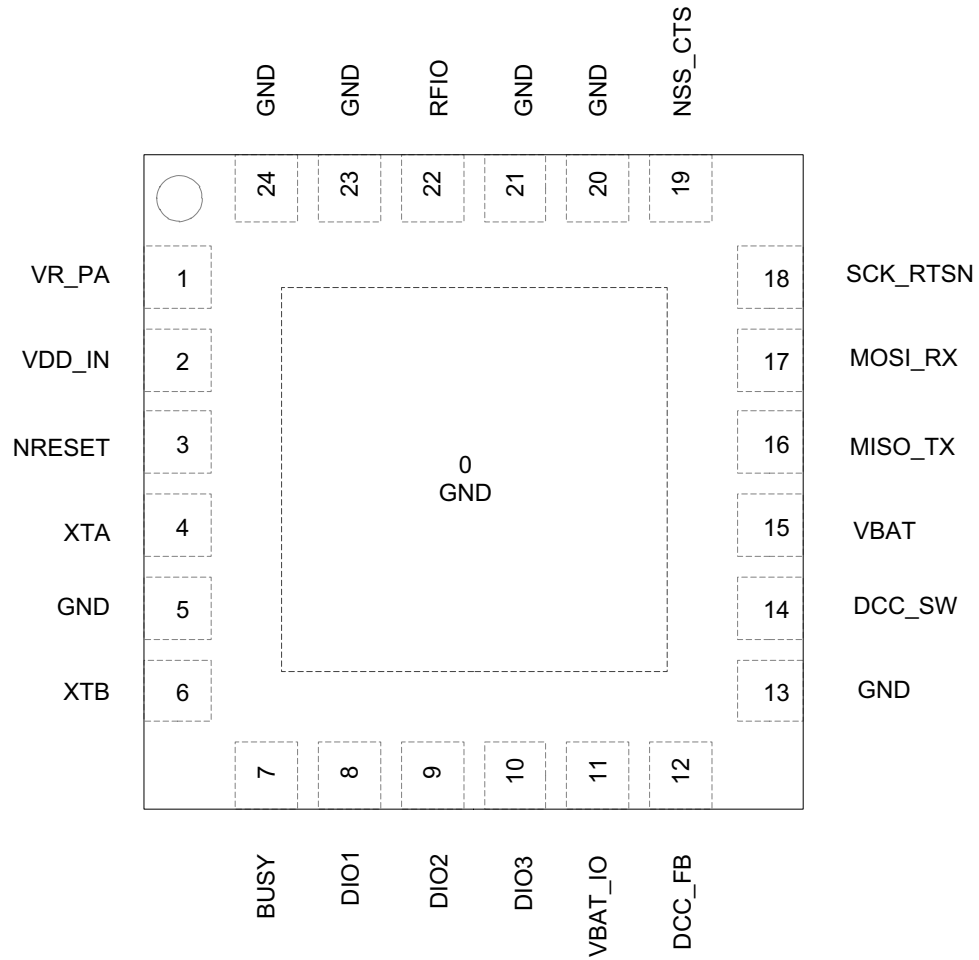 GND
GND
RFIO
GND
GND
NSS_CTS
24
23
22
21
20
19
VR_PA
1
18
SCK_RTSN
VDD_IN
2
17
MOSI_RX
NRESET
3
16
MISO_TX
0
GND
XTA
4
15
VBAT
GND
5
14
DCC_SW
XTB
6
13
GND
7
8
9
10
11
12
BUSY
DIO1
DIO2
DIO3
VBAT_IO
DCC_FB